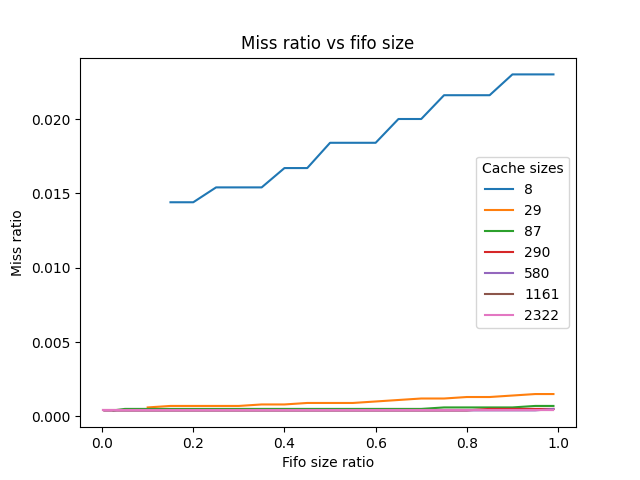 Miss ratio vs fifo size
0.020
0.015
0.010
0.005
0.000
Miss ratio
Cache sizes
8
29
87
290
580
1161
2322
0.0 0.2 0.4 0.6 0.8 1.0
Fifo size ratio